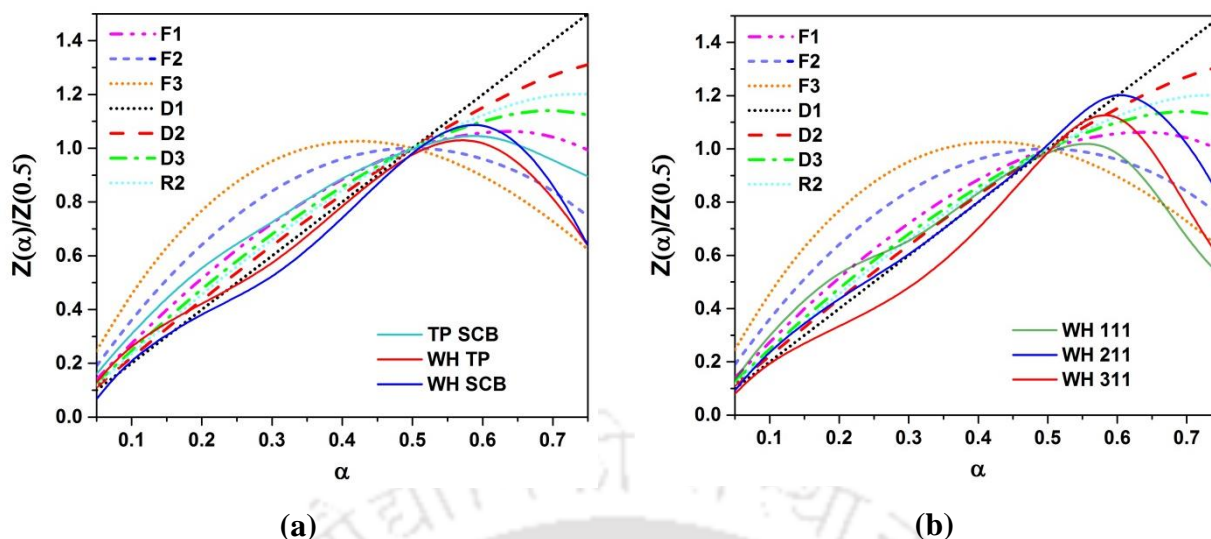 1.4
1.2
1.0
0.8
0.6
0.4
0.2
0.0
Z(α)/Z(0.5)
F1
F2
F3
D1
D2
D3
R2
TP SCB
WH TP
WH SCB
0.1 0.2 0.3 0.4 0.5 0.6 0.7
α
(a)
1.4
1.2
1.0
0.8
0.6
0.4
0.2
0.0
Z(α)/Z(0.5)
F1
F2
F3
D1
D2
D3
R2
WH 111
WH 211
WH 311
0.1 0.2 0.3 0.4 0.5 0.6 0.7
α
(b)